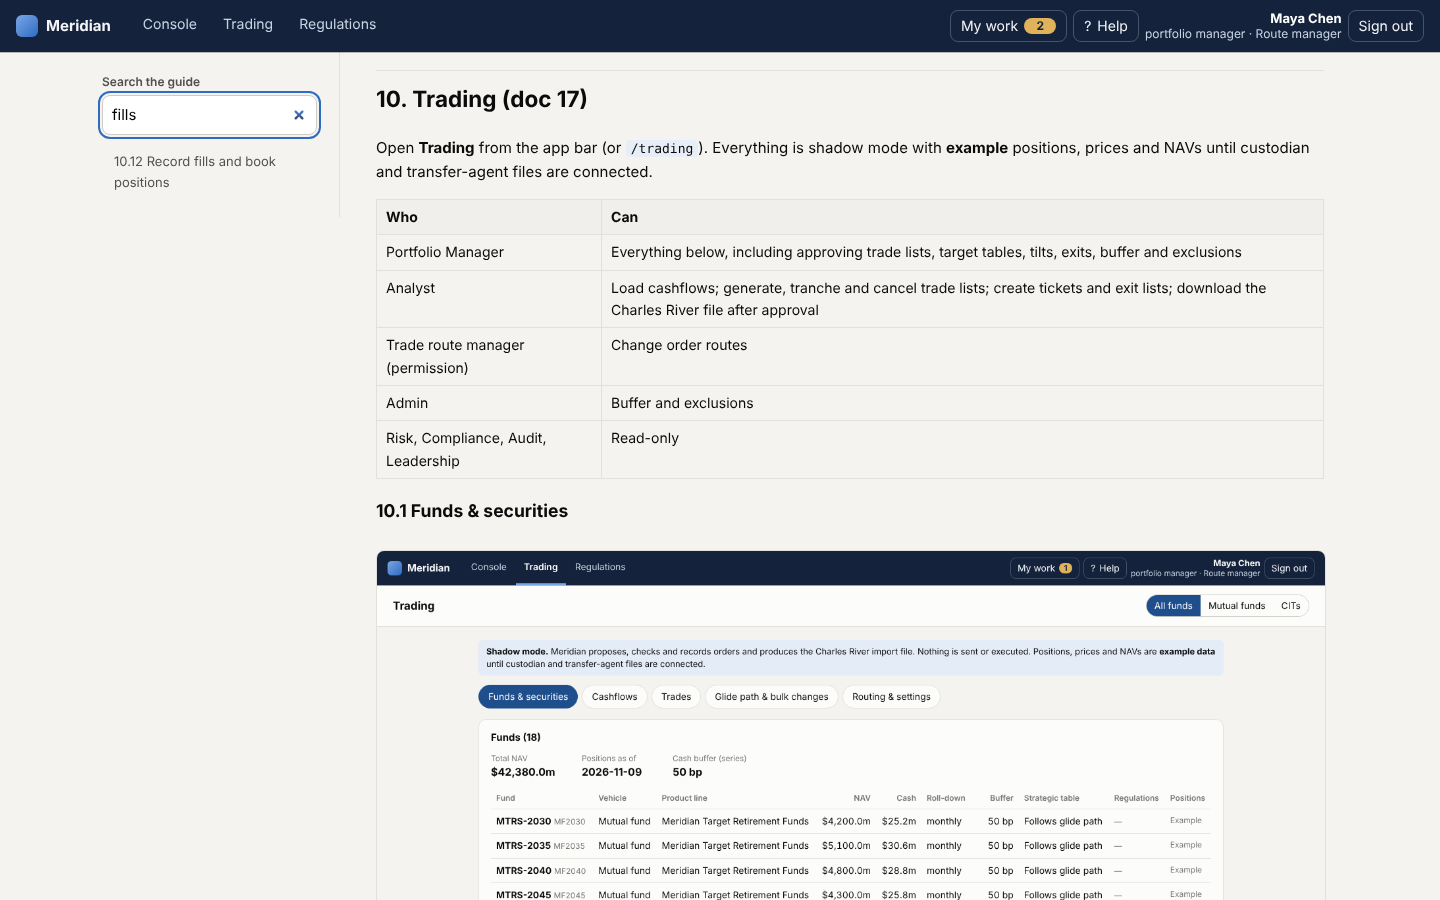 Meridian
Console
Trading
Regulations
My work 2
? Help
Maya Chen
portfolio manager · Route manager
Sign out
Search the guide
fills ×
10.12 Record fills and book
positions
10. Trading (doc 17)
Open Trading from the app bar (or /trading). Everything is shadow mode with example positions, prices and NAVs until custodian
and transfer-agent files are connected.
Who Can
Portfolio Manager Everything below, including approving trade lists, target tables, tilts, exits, buffer and exclusions
Analyst Load cashflows; generate, tranche and cancel trade lists; create tickets and exit lists; download the
Charles River file after approval
Trade route manager Change order routes
(permission)
Admin Buffer and exclusions
Risk, Compliance, Audit, Read-only
Leadership
10.1 Funds & securities
Meridian
Console
Trading
Regulations
My work 1
? Help
Maya Chen
portfolio manager · Route manager
Sign out
Trading
All funds Mutual funds CITs
Shadow mode. Meridian proposes, checks and records orders and produces the Charles River import file. Nothing is sent or executed. Positions, prices and NAVs are example data
until custodian and transfer-agent files are connected.
Funds & securities Cashflows Trades Glide path & bulk changes Routing & settings
Funds (18)
Total NAV Positions as of Cash buffer (series)
$42,380.0m 2026-11-09 50 bp
Fund Vehicle Product line NAV Cash Roll-down Buffer Strategic table Regulations Positions
MTRS-2030 MF2030 Mutual fund Meridian Target Retirement Funds $4,200.0m $25.2m monthly 50 bp Follows glide path — Example
MTRS-2035 MF2035 Mutual fund Meridian Target Retirement Funds $5,100.0m $30.6m monthly 50 bp Follows glide path — Example
MTRS-2040 MF2040 Mutual fund Meridian Target Retirement Funds $4,800.0m $28.8m monthly 50 bp Follows glide path — Example
MTRS-2045 MF2045 Mutual fund Meridian Target Retirement Funds $4,300.0m $25.8m monthly 50 bp Follows glide path — Example